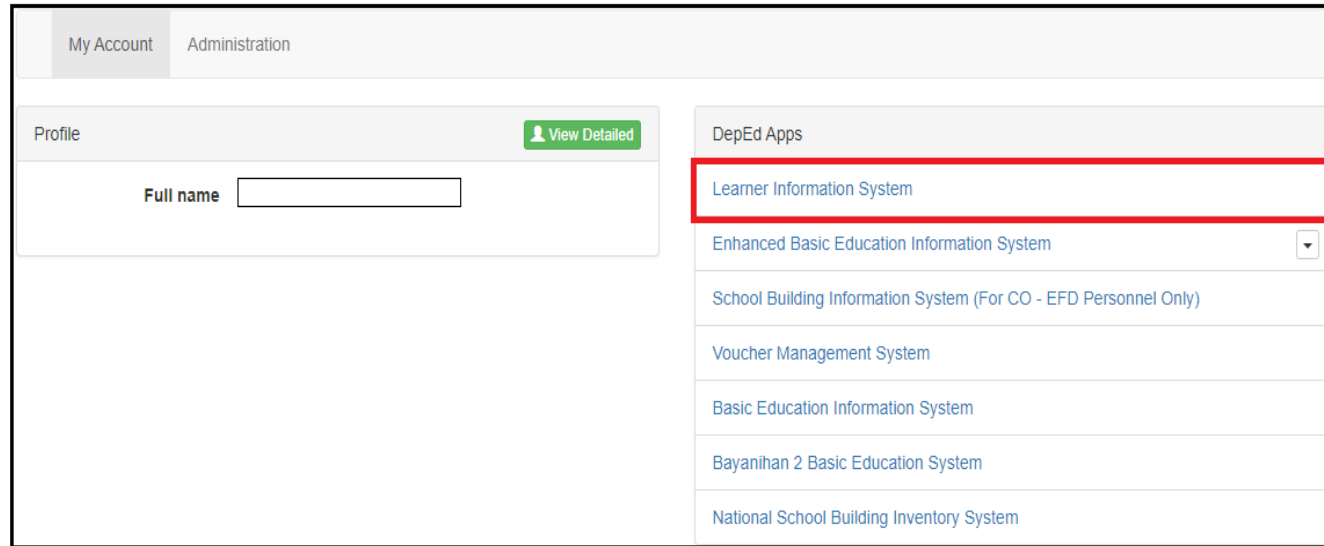 My Account Administration
Profile
View Detailed
Full name
DepEd Apps
Learner Information System
Enhanced Basic Education Information System
School Building Information System (For CO - EFD Personnel Only)
Voucher Management System
Basic Education Information System
Bayanihan 2 Basic Education System
National School Building Inventory System